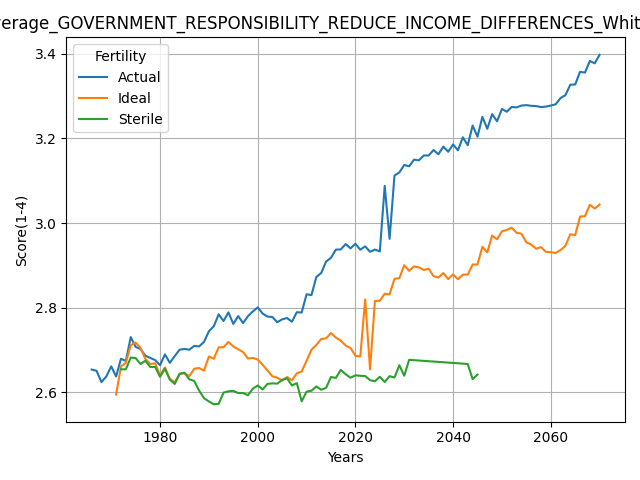 verage_GOVERNMENT_RESPONSIBILITY_REDUCE_INCOME_DIFFERENCES_Whit
Fertility
Actual
Ideal
Sterile
Score(1-4)
3.4
3.2
3.0
2.8
2.6
1980 2000 2020 2040 2060
Years